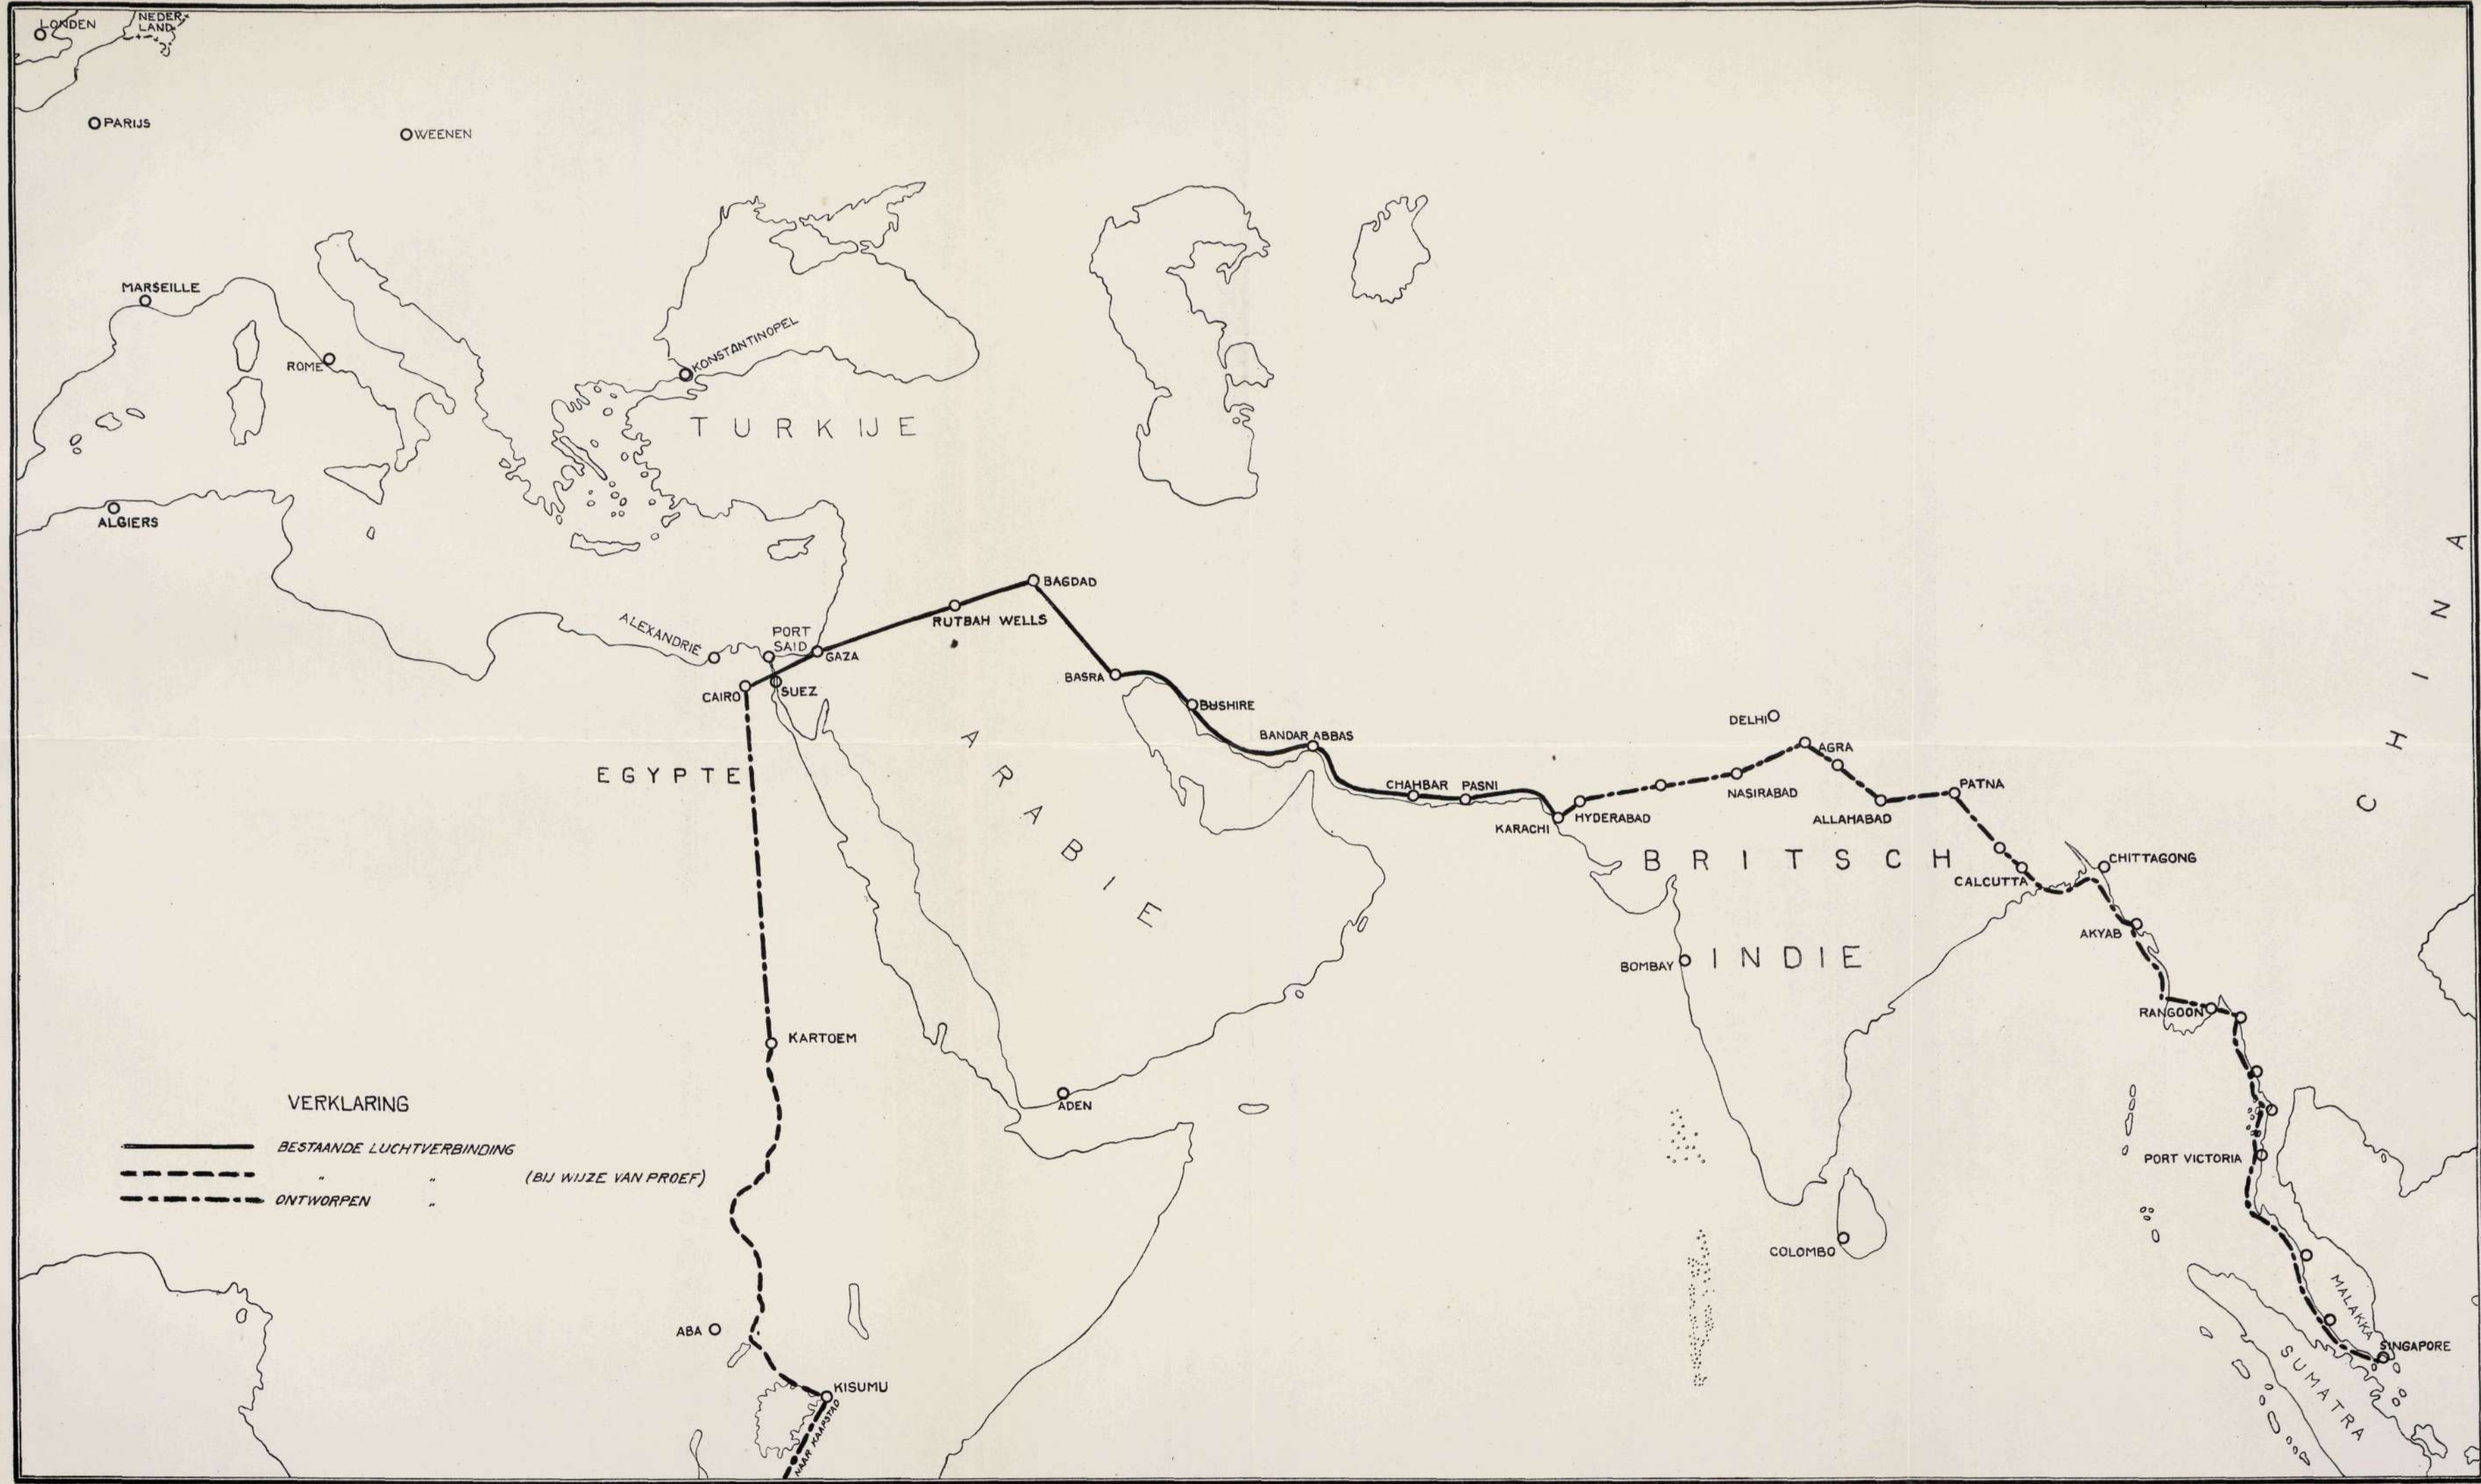 LONDEN
NEDER-
LAND
PARIJS
WEENEN
MARSEILLE
ROME
KONSTANTINOPEL
TURKIJE
ALGIERS
ALEXANDRIË
PORT
SAID
GAZA
CAIRO
SUEZ
RUTBAH WELLS
BAGDAD
BASRA
BUSHIRE
BANDAR ABBAS
CHAHBAR
PASNI
KARACHI
HYDERABAD
NASIRABAD
DELHI
AGRA
ALLAHABAD
PATNA
CALCUTTA
CHITTAGONG
AKYAB
RANGOON
CHINA
EGYPTE
ARABIE
BRITSCH
INDIE
BOMBAY
KARTOEM
ADEN
COLOMBO
PORT VICTORIA
MALAKKA
SINGAPORE
SUMATRA
ABA
KISUMU
NAAR KAAPSTAD
VERKLARING
BESTAANDE LUCHTVERBINDING
" " (BIJ WIJZE VAN PROEF)
ONTWORPEN "